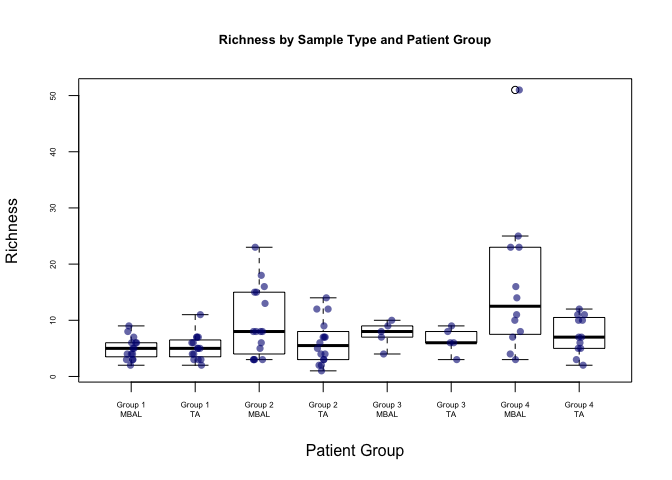 Richness by Sample Type and Patient Group
Richness
50
40
30
20
10
0
Group 1 Group 1 Group 2 Group 2 Group 3 Group 3 Group 4 Group 4
MBAL TA MBAL TA MBAL TA MBAL TA
Patient Group